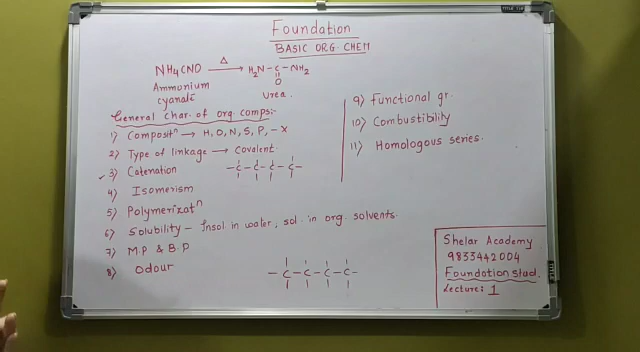 Foundation
BASIC ORG. CHEM
NH4CNO Δ → H2N – C – NH2
O
Ammonium
cyanate
Urea.
General char. of org. comps:-
1) Compositⁿ → H, O, N, S, P, – X
2) Type of linkage → Covalent
3) Catenation – C – C – C – C –
4) Isomerism
5) Polymerizatⁿ
6) Solubility – Insol in water, sol. in org. solvents.
7) M.P & B.P
8) Odour
– C – C – C – C –
9) Functional gr.
10) Combustibility
11) Homologous series.
Shelar Academy
9833442004
Foundation stud.
Lecture: 1